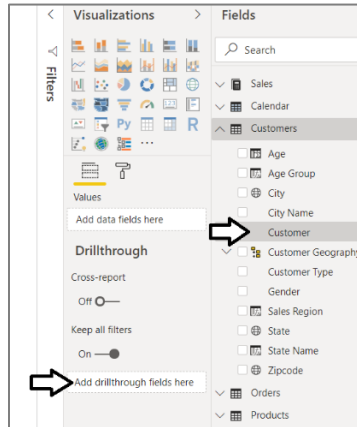 Visualizations
Fields
Filters
Search
Py
R
123
Values
Add data fields here
Drillthrough
Cross-report
Off
Keep all filters
On
Add drillthrough fields here
Sales
Calendar
Customers
Age
Age Group
City
City Name
Customer
Customer Geography
Customer Type
Gender
Sales Region
State
State Name
Zipcode
Orders
Products